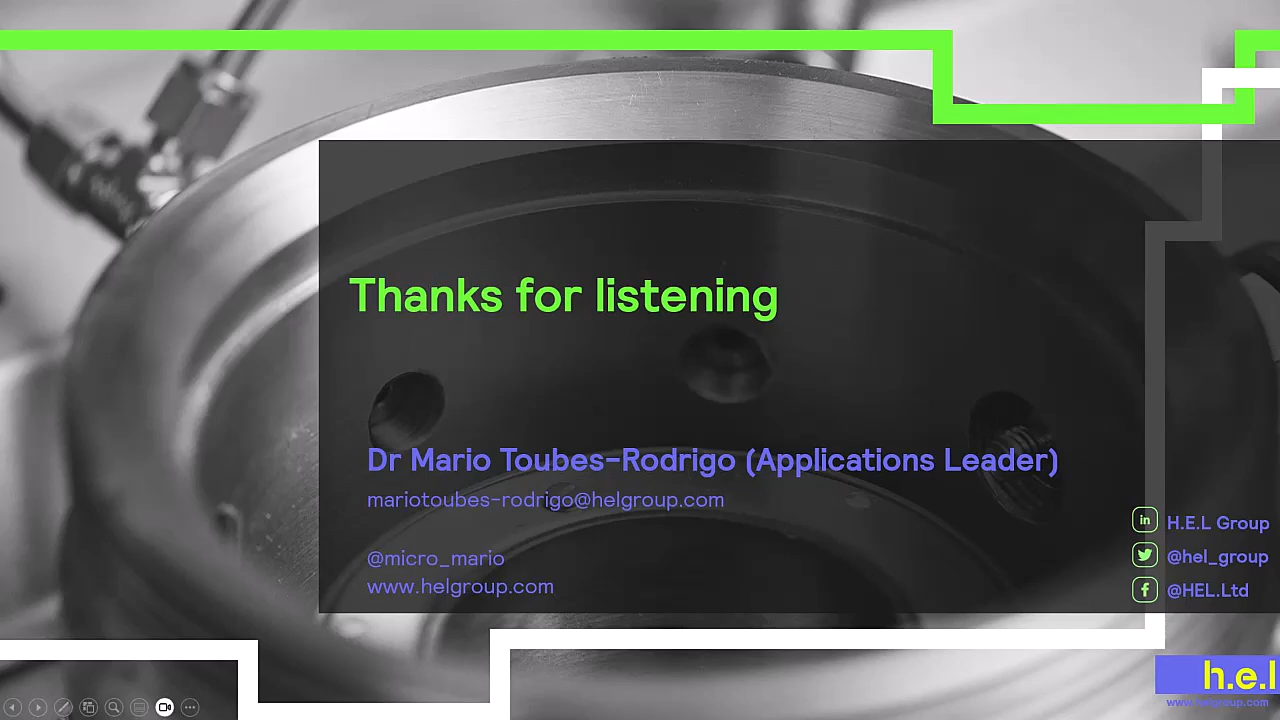 Thanks for listening
Dr Mario Toubes-Rodrigo (Applications Leader)
mariotoubes-rodrigo@helgroup.com
@micro_mario
www.helgroup.com
in H.E.L Group
@hel_group
f @HEL.Ltd
h.e.l
www.helgroup.com